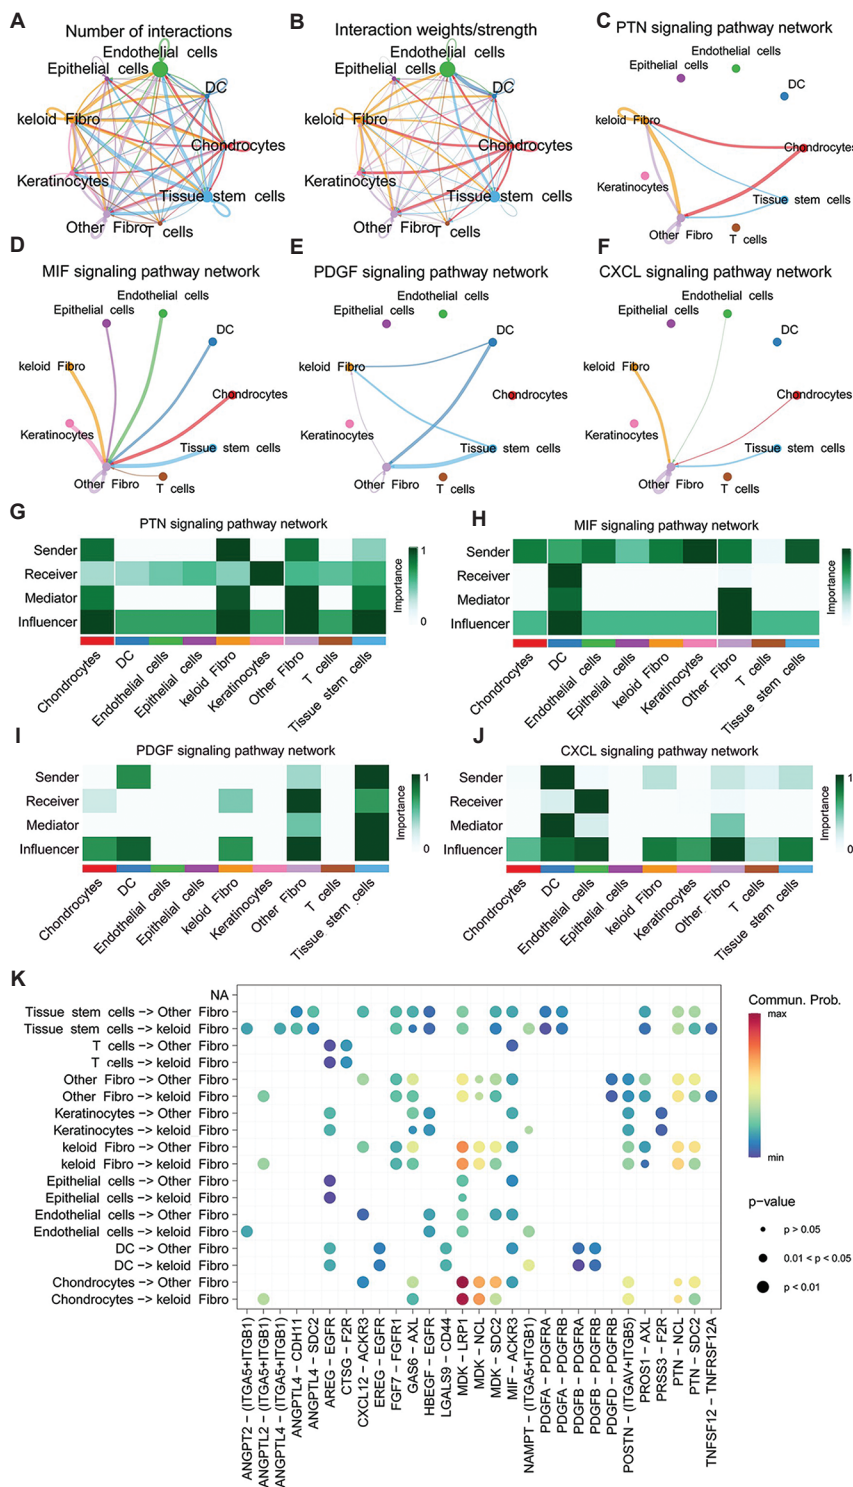 A
Number of interactions
Endothelial cells
Epithelial cells
DC
keloid Fibro
Chondrocytes
Keratinocytes
Tissue stem cells
Other Fibro
T cells
B
Interaction weights/strength
Endothelial cells
Epithelial cells
DC
keloid Fibro
Chondrocytes
Keratinocytes
Tissue stem cells
Other Fibro
T cells
C
PTN signaling pathway network
Endothelial cells
Epithelial cells
DC
keloid Fibro
Chondrocytes
Keratinocytes
Tissue stem cells
Other Fibro
T cells
D
MIF signaling pathway network
Endothelial cells
Epithelial cells
DC
keloid Fibro
Chondrocytes
Keratinocytes
Tissue stem cells
Other Fibro
T cells
E
PDGF signaling pathway network
Endothelial cells
Epithelial cells
DC
keloid Fibro
Chondrocytes
Keratinocytes
Tissue stem cells
Other Fibro
T cells
F
CXCL signaling pathway network
Endothelial cells
Epithelial cells
DC
keloid Fibro
Chondrocytes
Keratinocytes
Tissue stem cells
Other Fibro
T cells
G
PTN signaling pathway network
Sender
Receiver
Mediator
Influencer
Importance
1
0
Chondrocytes
DC
Endothelial cells
Epithelial cells
keloid Fibro
Keratinocytes
Other Fibro
T cells
Tissue stem cells
H
MIF signaling pathway network
Sender
Receiver
Mediator
Influencer
Importance
Chondrocytes
DC
Endothelial cells
Epithelial cells
keloid Fibro
Keratinocytes
Other Fibro
T cells
Tissue stem cells
I
PDGF signaling pathway network
Sender
Receiver
Mediator
Influencer
Importance
1
0
Chondrocytes
DC
Endothelial cells
Epithelial cells
keloid Fibro
Keratinocytes
Other Fibro
T cells
Tissue stem cells
J
CXCL signaling pathway network
Sender
Receiver
Mediator
Influencer
Importance
1
0
Chondrocytes
DC
Endothelial cells
Epithelial cells
keloid Fibro
Keratinocytes
Other Fibro
T cells
Tissue stem cells
K
NA
Tissue stem cells -> Other Fibro
Tissue stem cells -> keloid Fibro
T cells -> Other Fibro
T cells -> keloid Fibro
Other Fibro -> Other Fibro
Other Fibro -> keloid Fibro
Keratinocytes -> Other Fibro
Keratinocytes -> keloid Fibro
keloid Fibro -> Other Fibro
keloid Fibro -> keloid Fibro
Epithelial cells -> Other Fibro
Epithelial cells -> keloid Fibro
Endothelial cells -> Other Fibro
Endothelial cells -> keloid Fibro
DC -> Other Fibro
DC -> keloid Fibro
Chondrocytes -> Other Fibro
Chondrocytes -> keloid Fibro
ANGPT2 - (ITGA5+ITGB1)
ANGPTL2 - (ITGA5+ITGB1)
ANGPTL4 - (ITGA5+ITGB1)
ANGPTL4 - CDH11
ANGPTL4 - SDC2
AREG - EGFR
CTSG - F2R
CXCL12 - ACKR3
EREG - EGFR
FGF7 - FGFR1
GAS6 - AXL
HBEGF - EGFR
LGALS9 - CD44
MDK - LRP1
MDK - NCL
MDK - SDC2
MIF - ACKR3
NAMPT - (ITGA5+ITGB1)
PDGFA - PDGFRA
PDGFA - PDGFRB
PDGFB - PDGFRA
PDGFB - PDGFRB
PDGFD - PDGFRB
POSTN - (ITGAV+ITGB5)
PROS1 - AXL
PRSS3 - F2R
PTN - NCL
PTN - SDC2
TNFSF12 - TNFRSF12A
Commun. Prob.
max
min
p-value
p > 0.05
0.01 < p < 0.05
p < 0.01